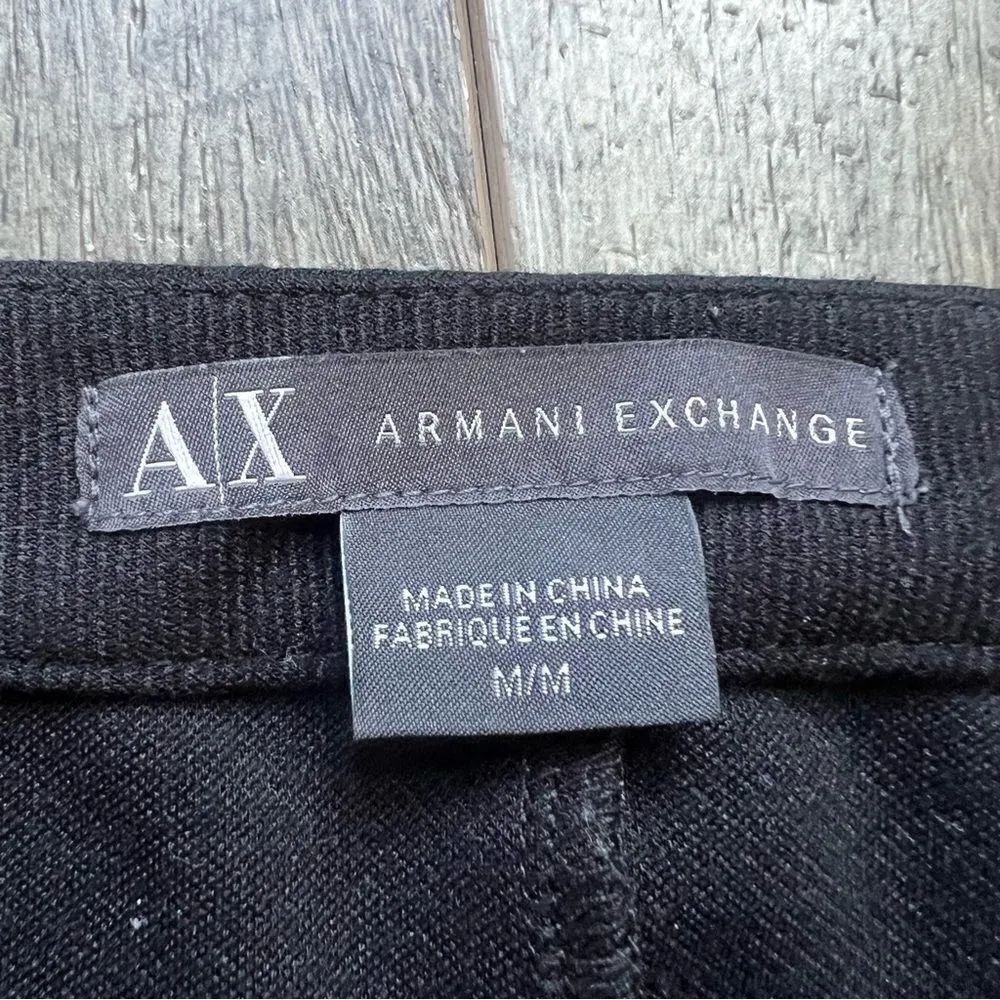 A|X ARMANI EXCHANGE
MADE IN CHINA
FABRIQUE EN CHINE
M/M